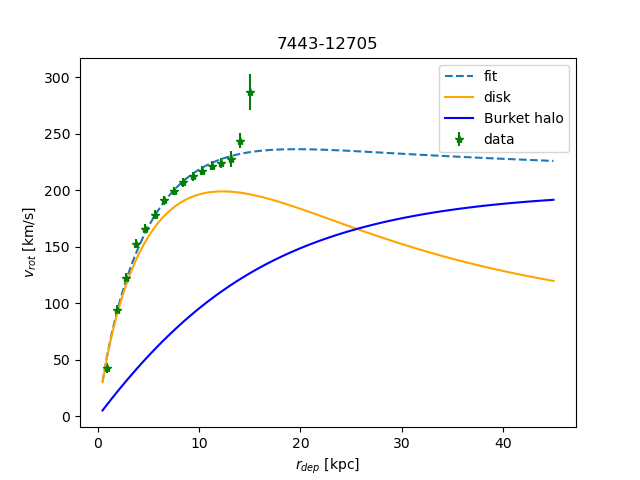 7443-12705
300
250
200
150
100
50
0
v_rot [km/s]
fit
disk
Burket halo
data
0 10 20 30 40
r_dep [kpc]